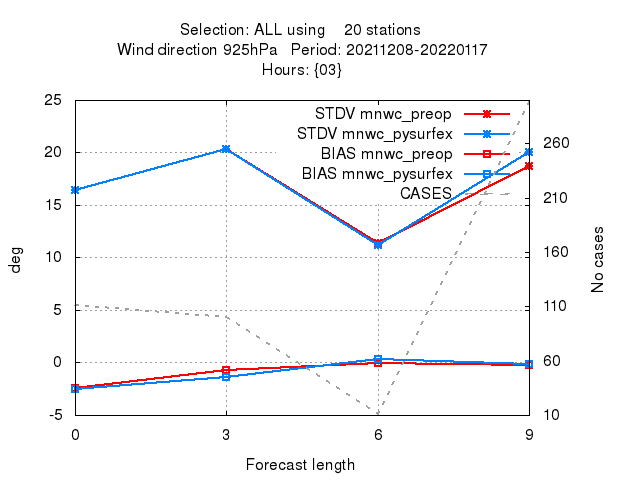 Selection: ALL using    20 stations
Wind direction 925hPa   Period: 20211208-20220117
Hours: {03}
STDV mnwc_preop
STDV mnwc_pysurfex
BIAS mnwc_preop
BIAS mnwc_pysurfex
CASES
25
20
15
10
5
0
-5
deg
260
210
160
110
60
10
No cases
0 3 6 9
Forecast length